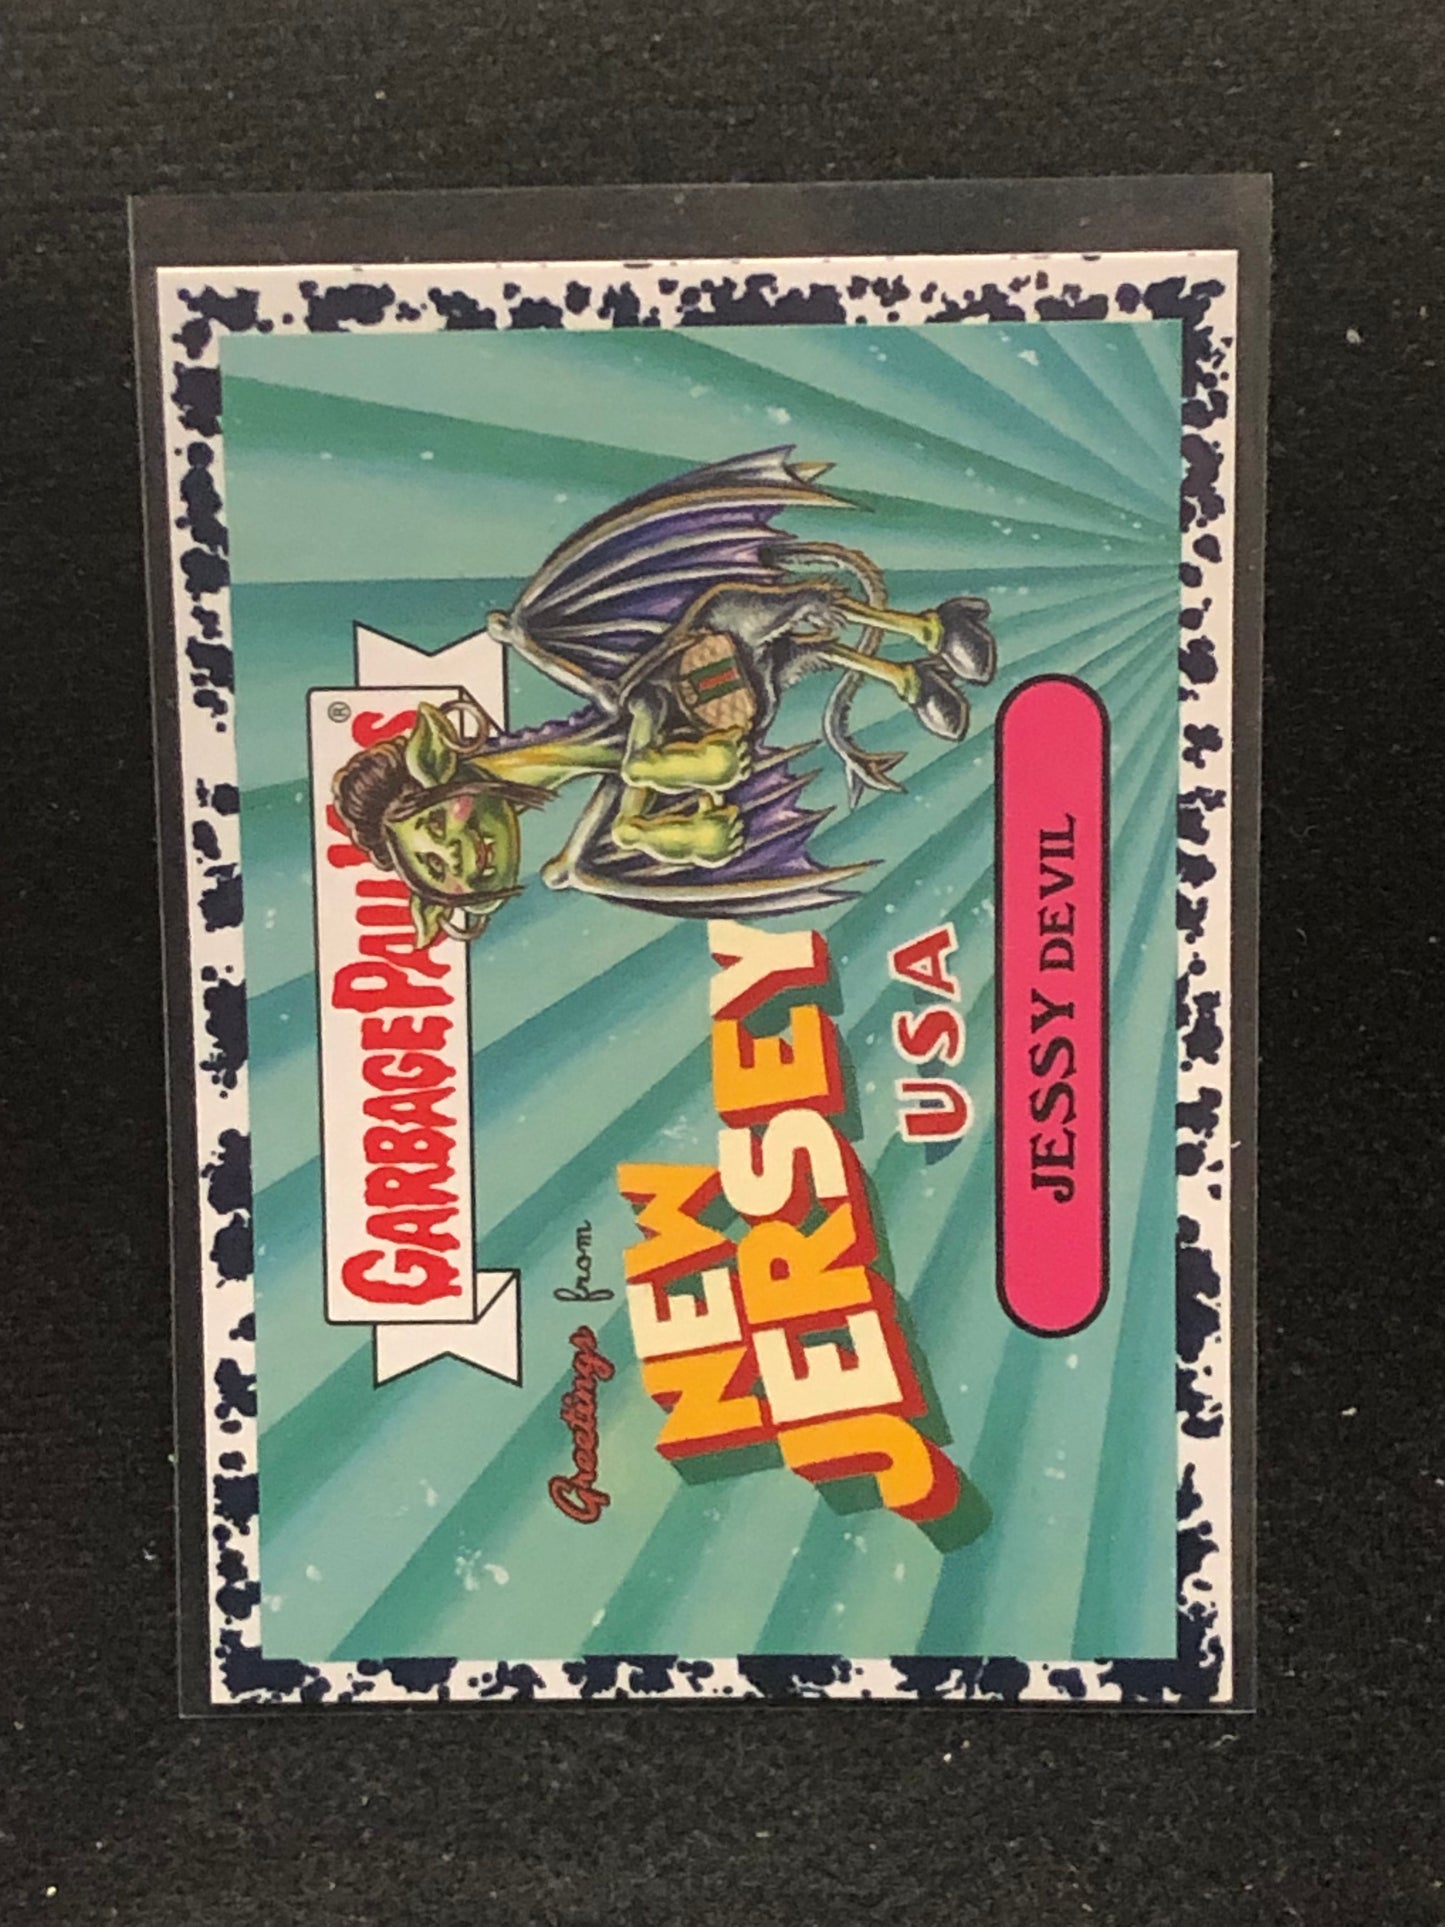 GARBAGE PAIL KIDS®
Greetings from
NEW
JERSEY
USA
JESSY DEVIL